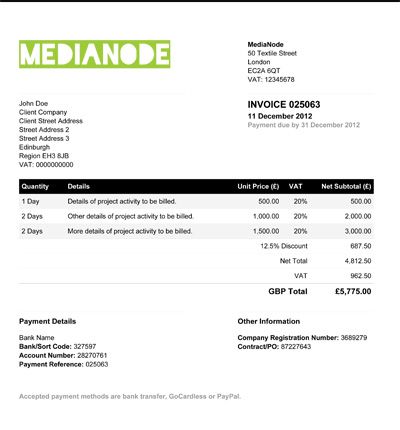 MEDIANODE
MediaNode
50 Textile Street
London
EC2A 6QT
VAT: 12345678
John Doe
Client Company
Client Street Address
Street Address 2
Street Address 3
Edinburgh
Region EH3 8JB
VAT: 0000000000
INVOICE 025063
11 December 2012
Payment due by 31 December 2012
Quantity Details Unit Price (£) VAT Net Subtotal (£)
1 Day Details of project activity to be billed. 500.00 20% 500.00
2 Days Other details of project activity to be billed. 1,000.00 20% 2,000.00
2 Days More details of project activity to be billed. 1,500.00 20% 3,000.00
12.5% Discount 687.50
Net Total 4,812.50
VAT 962.50
GBP Total £5,775.00
Payment Details
Bank Name
Bank/Sort Code: 327597
Account Number: 28270761
Payment Reference: 025063
Other Information
Company Registration Number: 3689279
Contract/PO: 87227643
Accepted payment methods are bank transfer, GoCardless or PayPal.